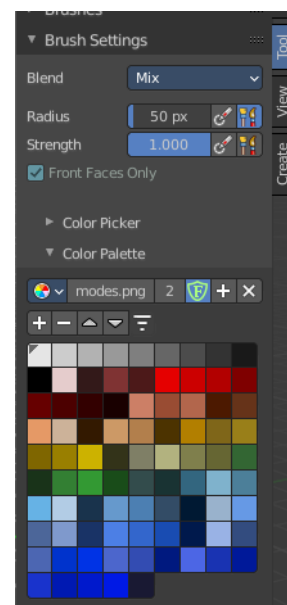 Brushes
Brush Settings
Blend Mix
Radius 50 px
Strength 1.000
Front Faces Only
Color Picker
Color Palette
modes.png 2 F
Tool
View
Create